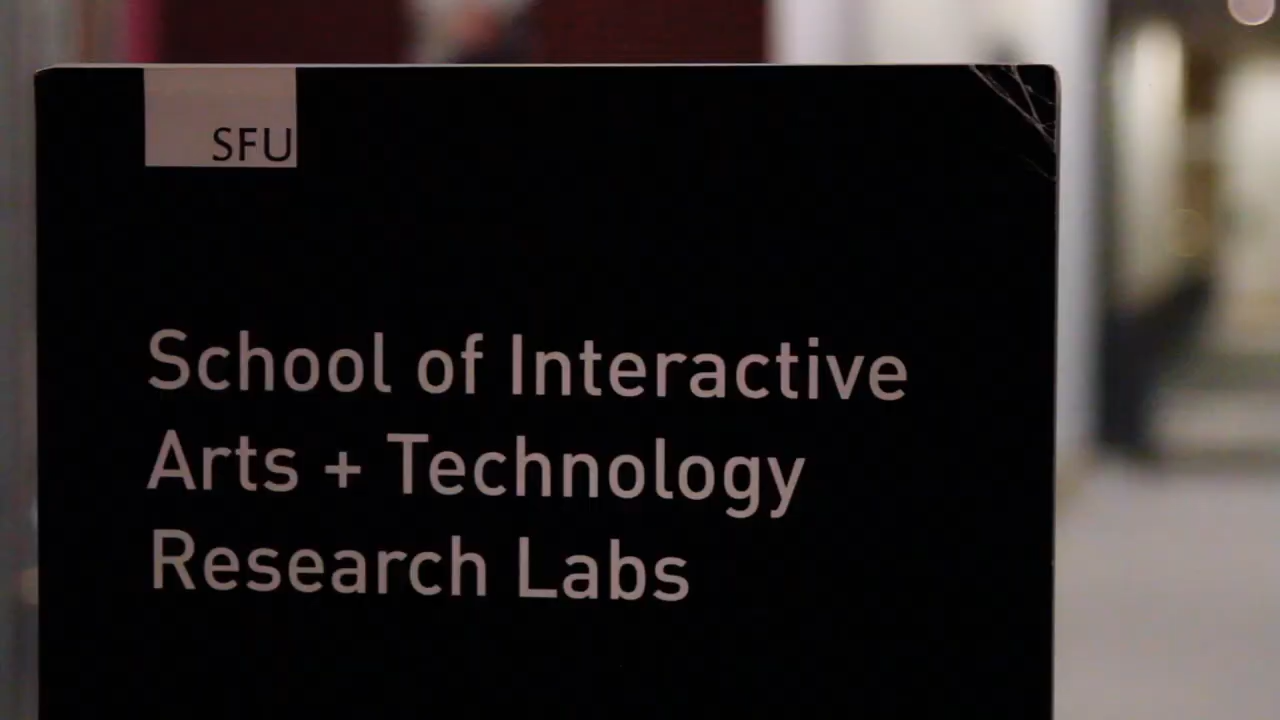 SFU
School of Interactive
Arts + Technology
Research Labs